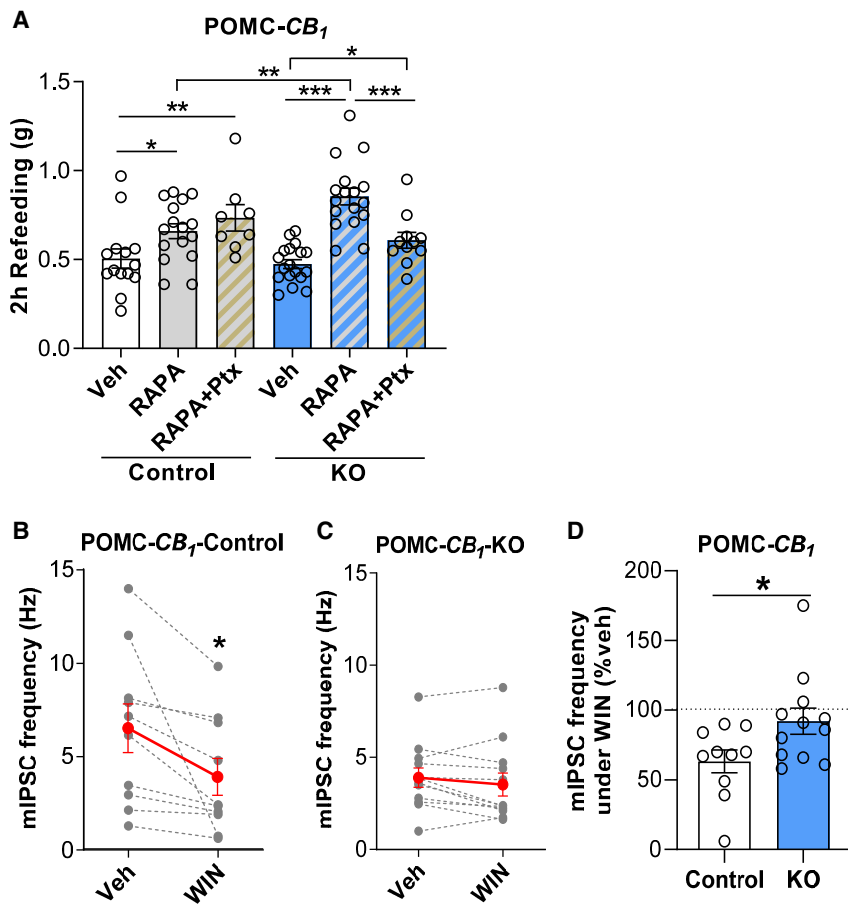 A
POMC-CB1
2h Refeeding (g)
1.5
1.0
0.5
0.0
*
**
***
***
**
*
Veh
RAPA
RAPA+Ptx
Veh
RAPA
RAPA+Ptx
Control
KO
B
POMC-CB1-Control
mIPSC frequency (Hz)
15
10
5
0
*
Veh
WIN
C
POMC-CB1-KO
mIPSC frequency (Hz)
15
10
5
0
Veh
WIN
D
POMC-CB1
mIPSC frequency
under WIN (%veh)
200
150
100
50
0
*
Control
KO